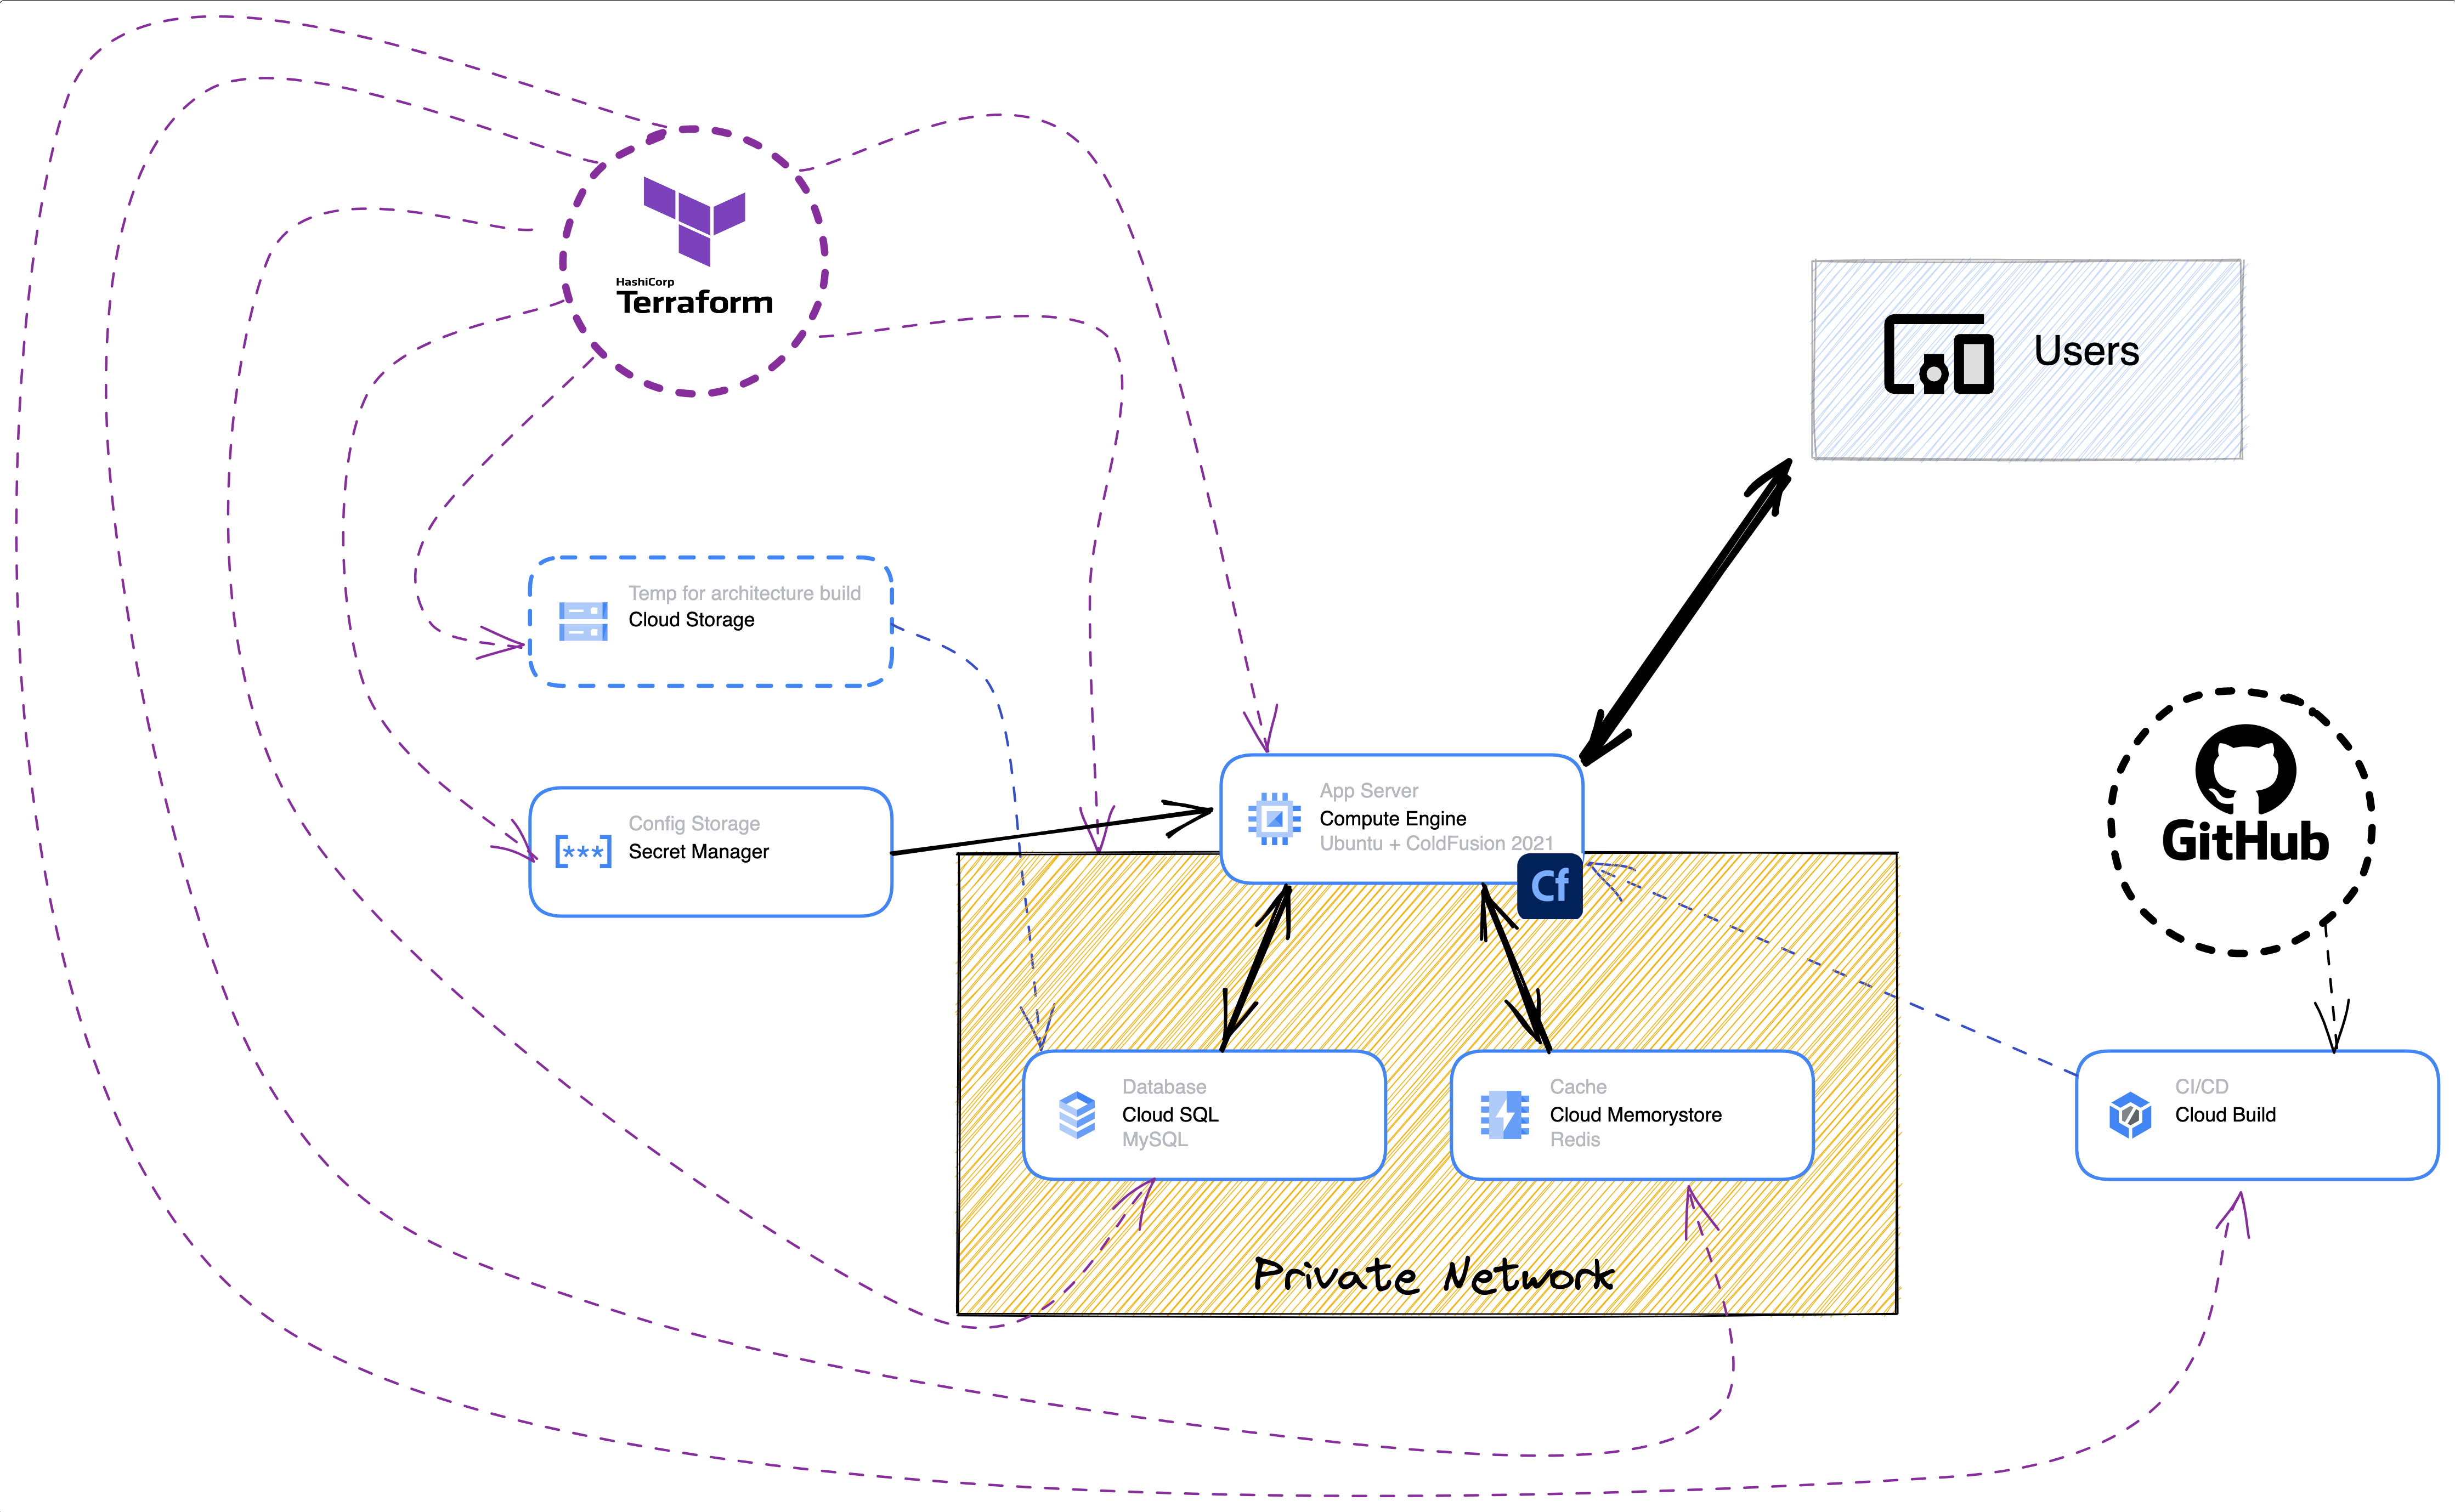 HashiCorp
Terraform
Users
Temp for architecture build
Cloud Storage
Config Storage
[***]
Secret Manager
App Server
Compute Engine
Ubuntu + ColdFusion 2021
Cf
GitHub
Database
Cloud SQL
MySQL
Cache
Cloud Memorystore
Redis
CI/CD
Cloud Build
Private Network